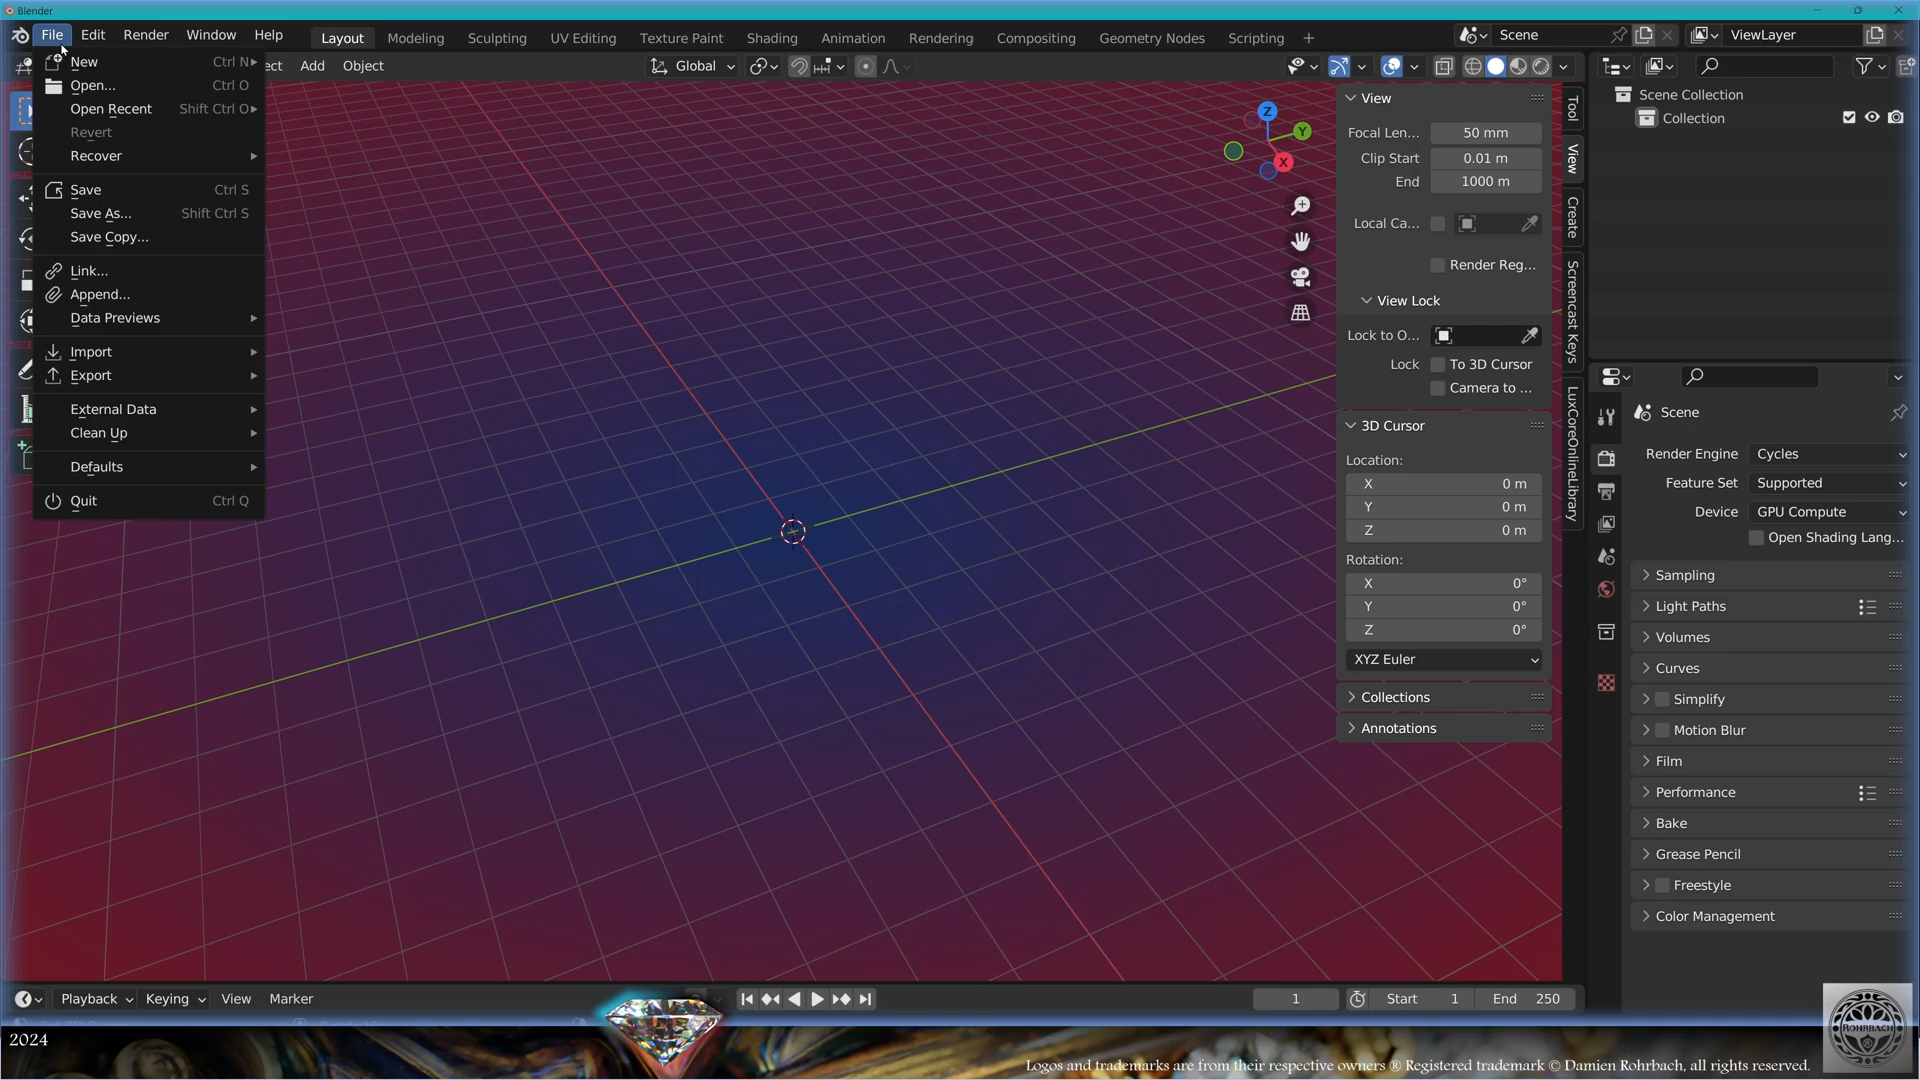 Blender
File Edit Render Window Help Layout Modeling Sculpting UV Editing Texture Paint Shading Animation Rendering Compositing Geometry Nodes Scripting + Scene ViewLayer
ect Add Object Global
New Ctrl N
Open... Ctrl O
Open Recent Shift Ctrl O
Revert
Recover
Save Ctrl S
Save As... Shift Ctrl S
Save Copy...
Link...
Append...
Data Previews
Import
Export
External Data
Clean Up
Defaults
Quit Ctrl Q
Z
Y
X
View
Focal Len... 50 mm
Clip Start 0.01 m
End 1000 m
Local Ca...
Render Reg...
View Lock
Lock to O...
Lock To 3D Cursor
Camera to ...
3D Cursor
Location:
X 0 m
Y 0 m
Z 0 m
Rotation:
X 0°
Y 0°
Z 0°
XYZ Euler
Collections
Annotations
Tool
View
Create
Screencast Keys
LuxCoreOnlineLibrary
Scene Collection
Collection
Scene
Render Engine Cycles
Feature Set Supported
Device GPU Compute
Open Shading Lang...
Sampling
Light Paths
Volumes
Curves
Simplify
Motion Blur
Film
Performance
Bake
Grease Pencil
Freestyle
Color Management
Playback Keying View Marker 1 Start 1 End 250
2024
ROHRBACH
®
Logos and trademarks are from their respective owners ® Registered trademark © Damien Rohrbach, all rights reserved.